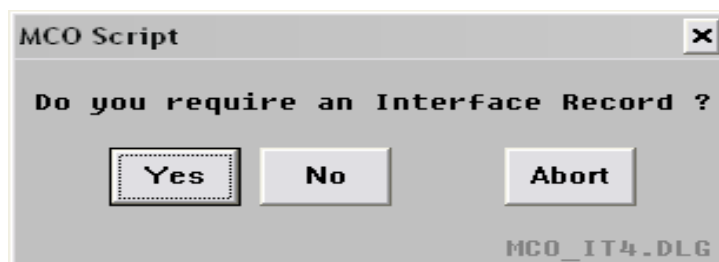 MCO Script
Do you require an Interface Record ?
Yes No Abort
MCO_IT4.DLG